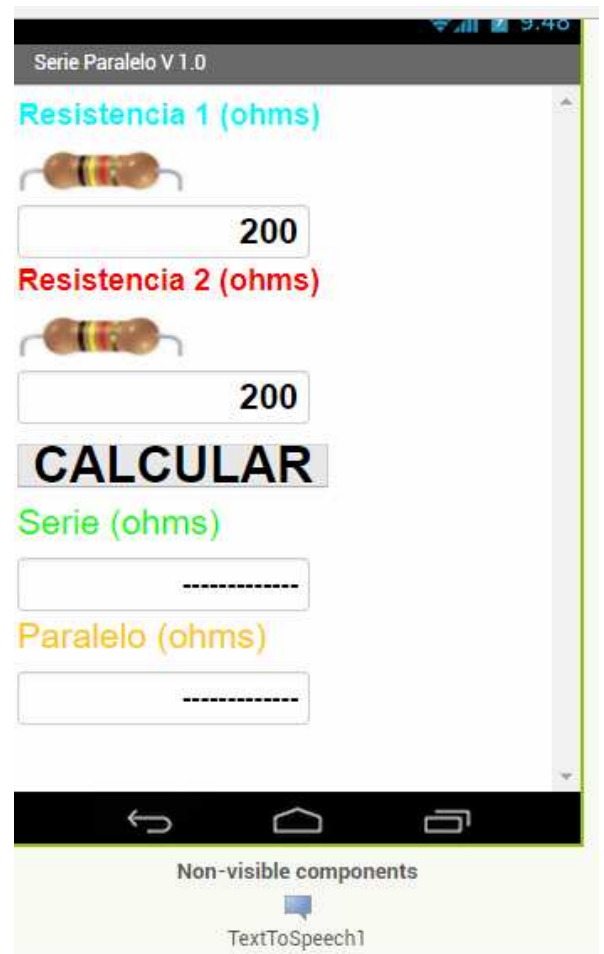 9:48
Serie Paralelo V 1.0
Resistencia 1 (ohms)
200
Resistencia 2 (ohms)
200
CALCULAR
Serie (ohms)
-------------
Paralelo (ohms)
-------------
Non-visible components
TextToSpeech1